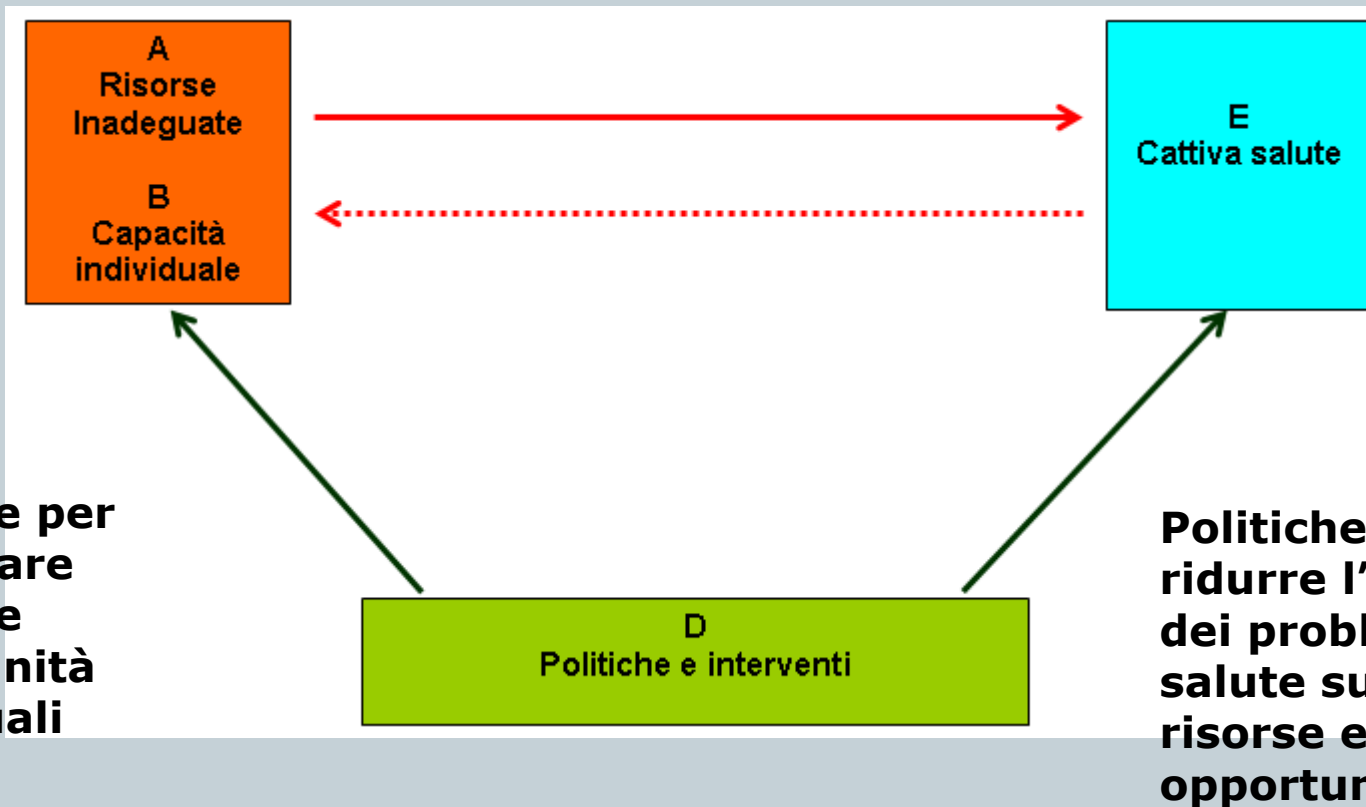 A
Risorse
Inadeguate
B
Capacità
individuale
E
Cattiva salute
e per
are
e
nità
uali
D
Politiche e interventi
Politiche
ridurre l’
dei probl
salute su
risorse e
opportun